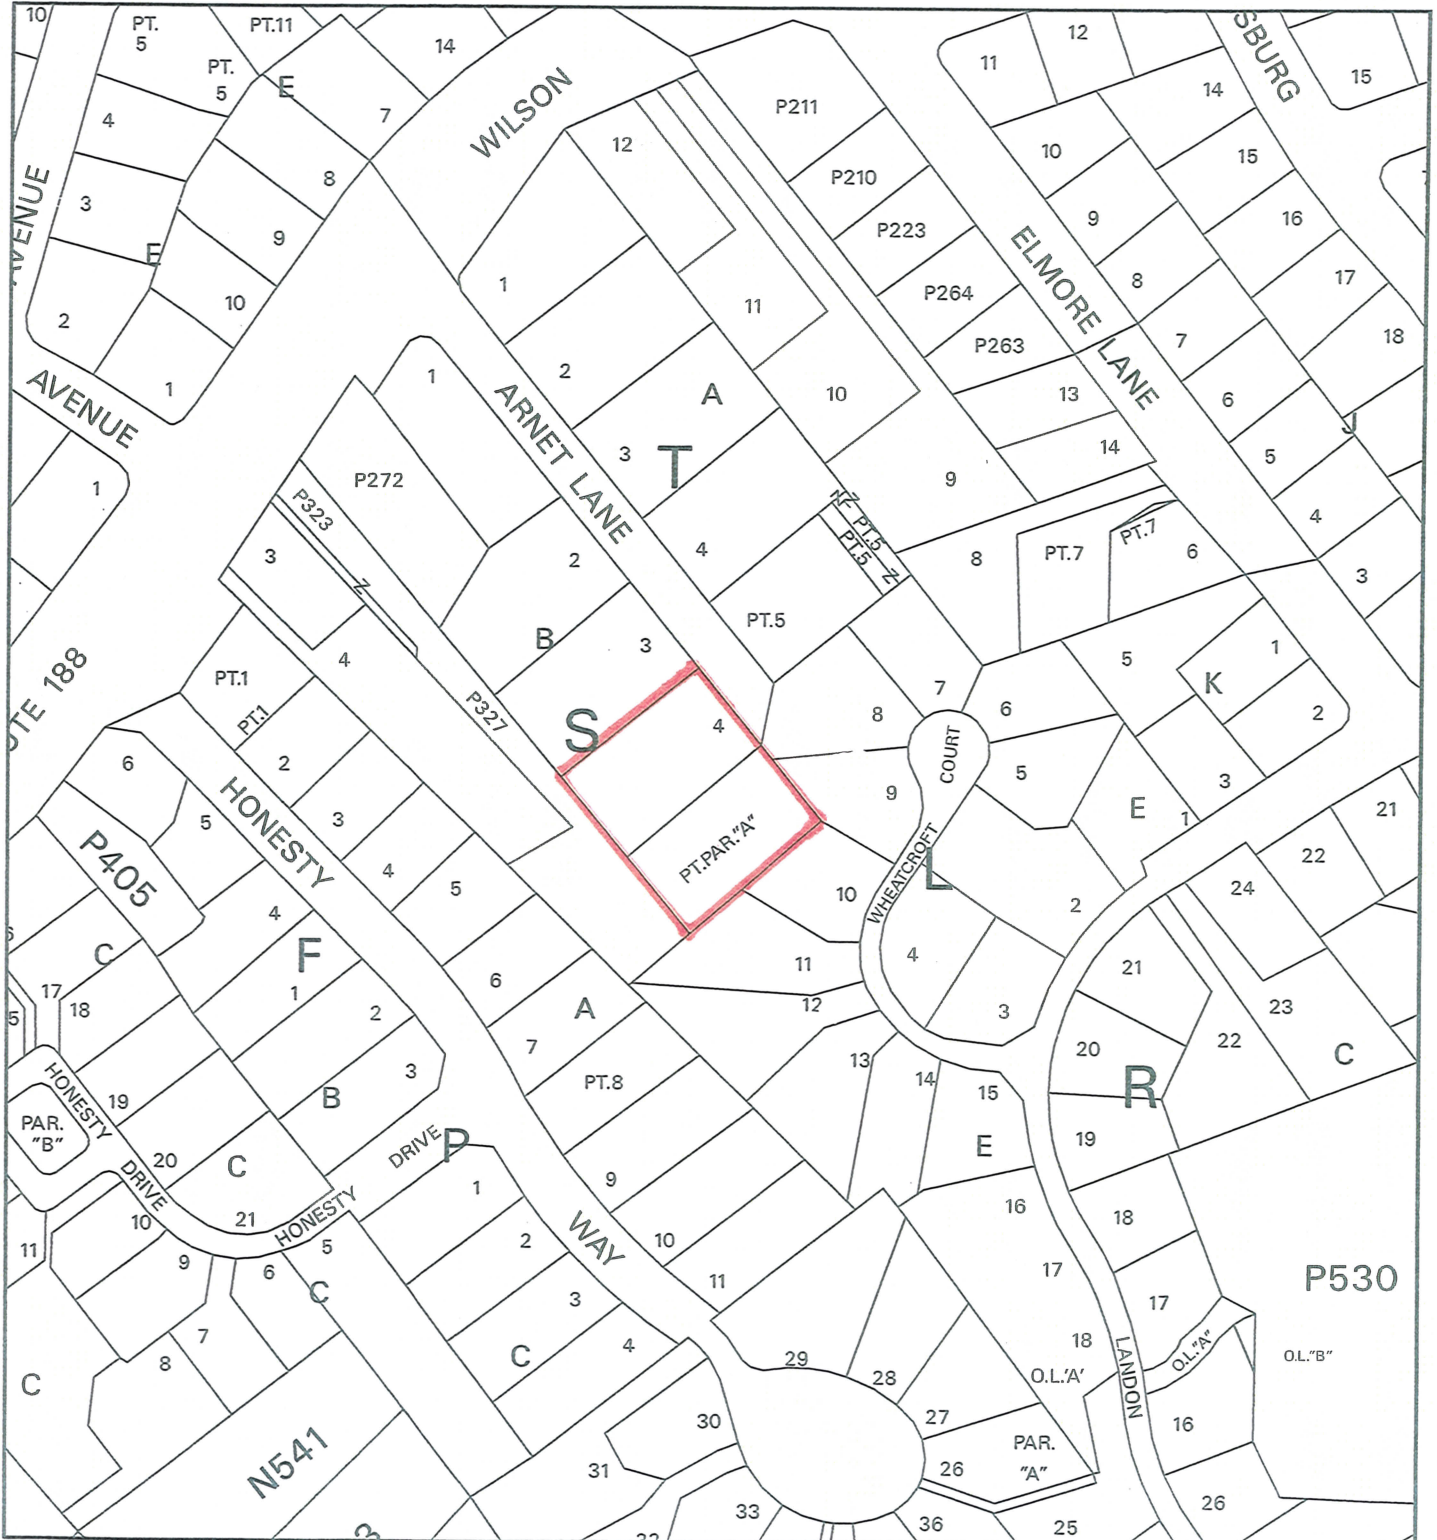 10
PT.
5
PT.11
14
12
11
SBURG
15
PT.
5
E
7
WILSON
P211
14
4
12
10
15
8
P210
3
9
16
9
P223
AVENUE
E
10
1
11
ELMORE LANE
8
17
P264
2
7
18
P263
1
1
2
A
10
13
6
AVENUE
ARNET LANE
J
14
5
3
T
P272
9
1
P323
Z
PT.5
PT.5
Z
4
3
Z
2
4
8
PT.7
PT.7
6
3
PT.5
B
3
5
1
4
K
PT.1
UTE 188
PT.1
P327
S
4
8
7
6
2
6
2
COURT
5
3
9
E
1
21
HONESTY
3
5
P405
PT.PAR."A"
22
4
5
10
WHEATCROFT
L
24
2
4
C
F
4
11
21
6
17
18
1
A
12
3
23
5
2
7
20
22
C
13
3
PT.8
14
15
R
HONESTY
19
B
PAR.
"B"
19
DRIVE
P
E
20
C
DRIVE
1
9
16
18
10
21
HONESTY
WAY
11
5
2
10
9
6
C
11
17
P530
3
17
7
4
18
O.L."A"
8
C
29
O.L."B"
C
28
O.L.'A'
LANDON
30
27
16
PAR.
"A"
N541
31
26
26
33
36
25